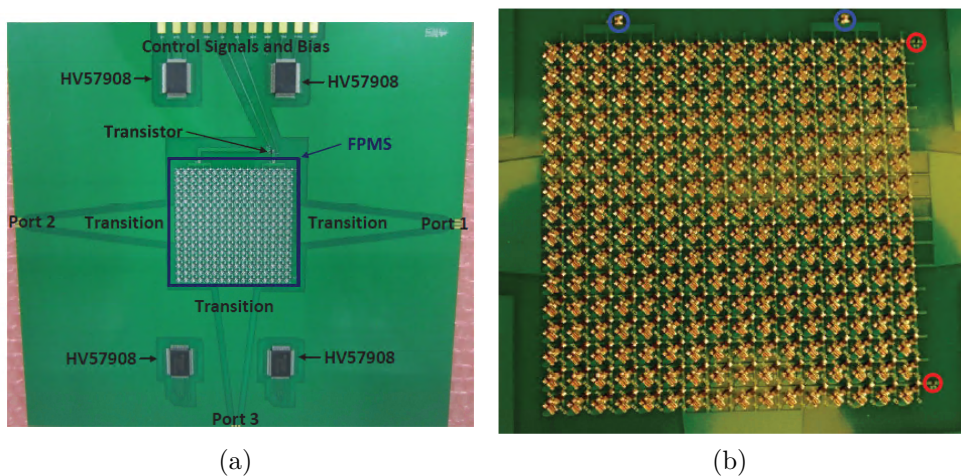 Control Signals and Bias
HV57908
HV57908
Transistor
FPMS
Port 2
Transition
Transition
Port 1
Transition
HV57908
HV57908
Port 3
(a)
(b)